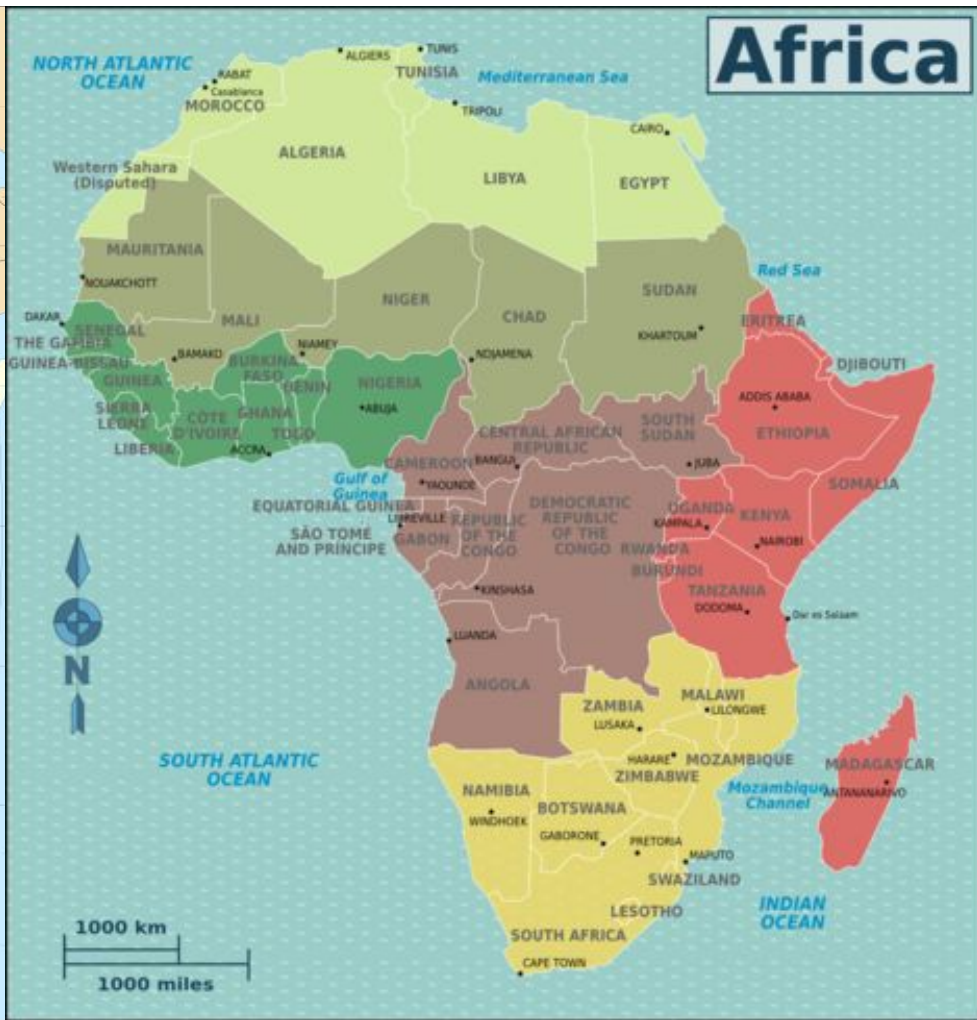 Africa
NORTH ATLANTIC
OCEAN
ALGIERS
TUNIS
TUNISIA
Mediterranean Sea
RABAT
Casablanca
MOROCCO
TRIPOLI
CAIRO
ALGERIA
LIBYA
EGYPT
Western Sahara
(Disputed)
MAURITANIA
NOUAKCHOTT
NIGER
SUDAN
Red Sea
MALI
CHAD
KHARTOUM
ERITREA
DAKAR
SENEGAL
THE GAMBIA
GUINEA-BISSAU
BAMAKO
NIAMEY
NDJAMENA
DJIBOUTI
BURKINA
FASO
BENIN
NIGERIA
GUINEA
ABUJA
ADDIS ABABA
SIERRA
LEONE
COTE
D'IVOIRE
GHANA
TOGO
SOUTH
SUDAN
ETHIOPIA
CENTRAL AFRICAN
REPUBLIC
LIBERIA
ACCRA
CAMEROON
BANGUI
JUBA
Gulf of
Guinea
YAOUNDE
SOMALIA
EQUATORIAL GUINEA
LIBREVILLE
GABON
REPUBLIC
OF THE
CONGO
DEMOCRATIC
REPUBLIC
OF THE
CONGO
UGANDA
KAMPALA
KENYA
NAIROBI
SÃO TOMÉ
AND PRÍNCIPE
RWANDA
BURUNDI
KINSHASA
TANZANIA
DODOMA
Dar es Salaam
N
LUANDA
ANGOLA
ZAMBIA
LUSAKA
MALAWI
LILONGWE
SOUTH ATLANTIC
OCEAN
HARARE
ZIMBABWE
MOZAMBIQUE
MADAGASCAR
ANTANANARIVO
Mozambique
Channel
NAMIBIA
WINDHOEK
BOTSWANA
GABORONE
PRETORIA
MAPUTO
SWAZILAND
LESOTHO
INDIAN
OCEAN
SOUTH AFRICA
CAPE TOWN
1000 km
1000 miles